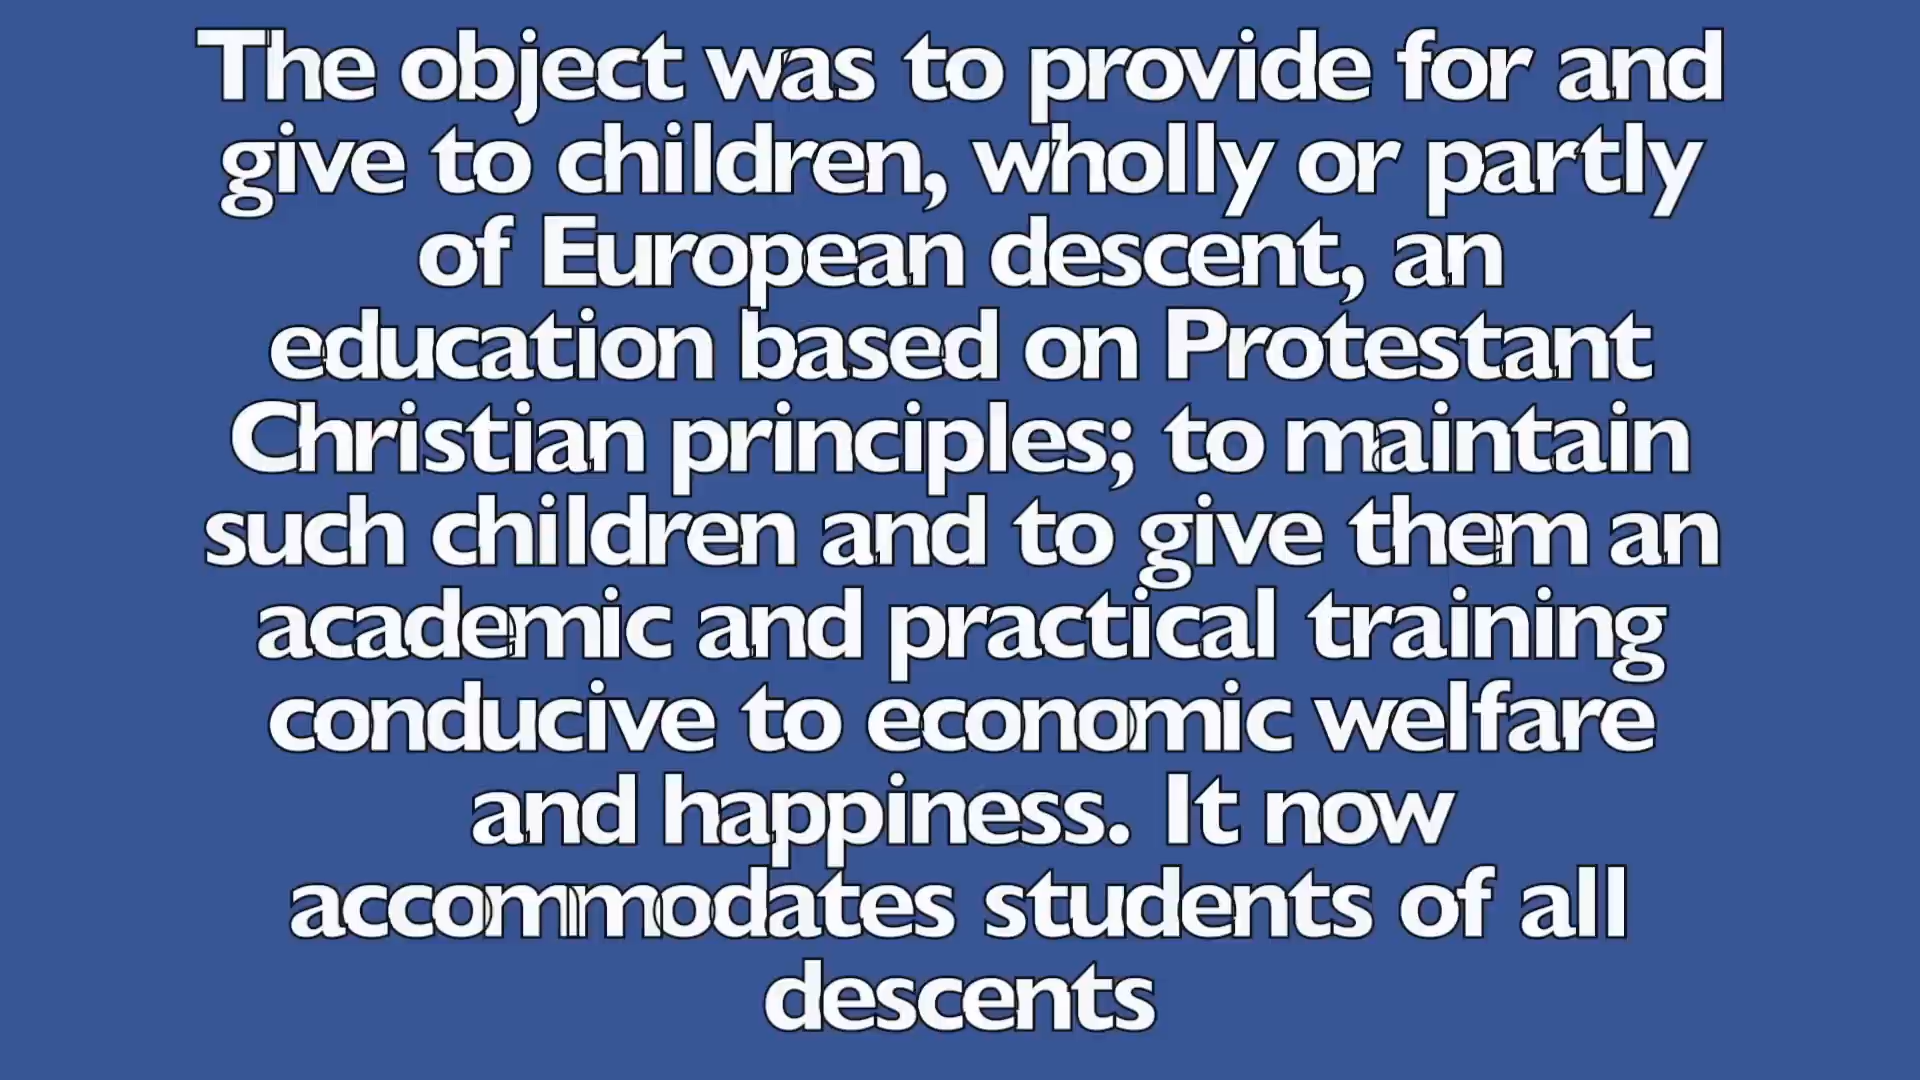 The object was to provide for and
give to children, wholly or partly
of European descent, an
education based on Protestant
Christian principles; to maintain
such children and to give them an
academic and practical training
conducive to economic welfare
and happiness. It now
accommodates students of all
descents